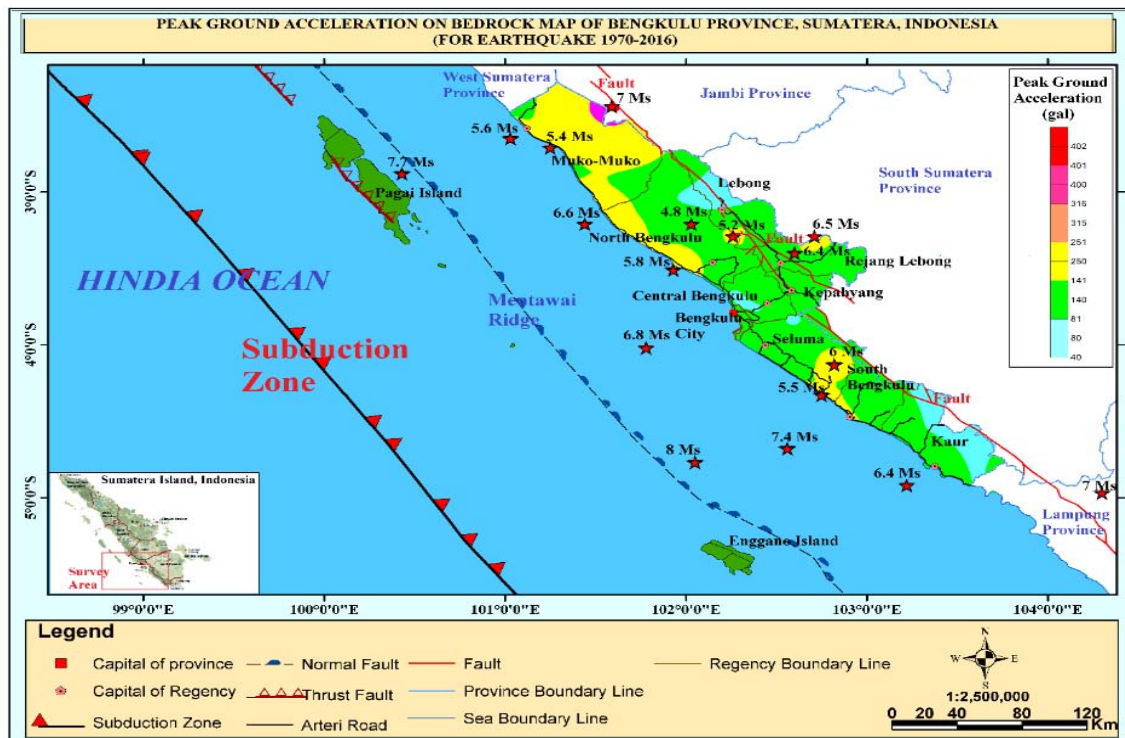 PEAK GROUND ACCELERATION ON BEDROCK MAP OF BENGKULU PROVINCE, SUMATERA, INDONESIA
(FOR EARTHQUAKE 1970-2016)
West Sumatera
Province
Fault
7 Ms
Jambi Province
Peak Ground
Acceleration
(gal)
402
401
400
316
315
251
250
141
140
81
80
40
5.6 Ms
5.4 Ms
Muko-Muko
7.7 Ms
Pagai Island
South Sumatera
Province
Lebong
3°0'0"S
6.6 Ms
4.8 Ms
5.2 Ms
6.5 Ms
North Bengkulu
Fault
6.4 Ms
Rejang Lebong
5.8 Ms
HINDIA OCEAN
Mentawai
Ridge
Central Bengkulu
Kepahyang
Bengkulu
City
6.8 Ms
Seluma
4°0'0"S
Subduction
Zone
6 Ms
South
Bengkulu
5.5 Ms
Fault
Kaur
7.4 Ms
8 Ms
6.4 Ms
7 Ms
5°0'0"S
Lampung
Province
Enggano Island
Sumatera Island, Indonesia
Survey
Area
99°0'0"E
100°0'0"E
101°0'0"E
102°0'0"E
103°0'0"E
104°0'0"E
Legend
Capital of province
Normal Fault
Fault
Regency Boundary Line
Capital of Regency
Thrust Fault
Province Boundary Line
Subduction Zone
Arteri Road
Sea Boundary Line
N
W
E
S
1:2,500,000
0 20 40 80 120
Km